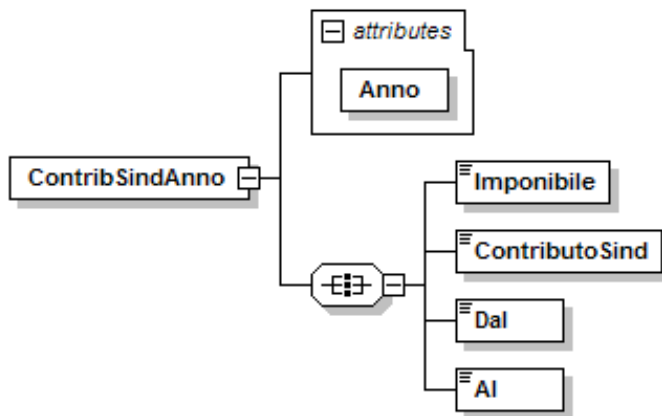 attributes
Anno
ContribSindAnno
Imponibile
ContributoSind
Dal
Al